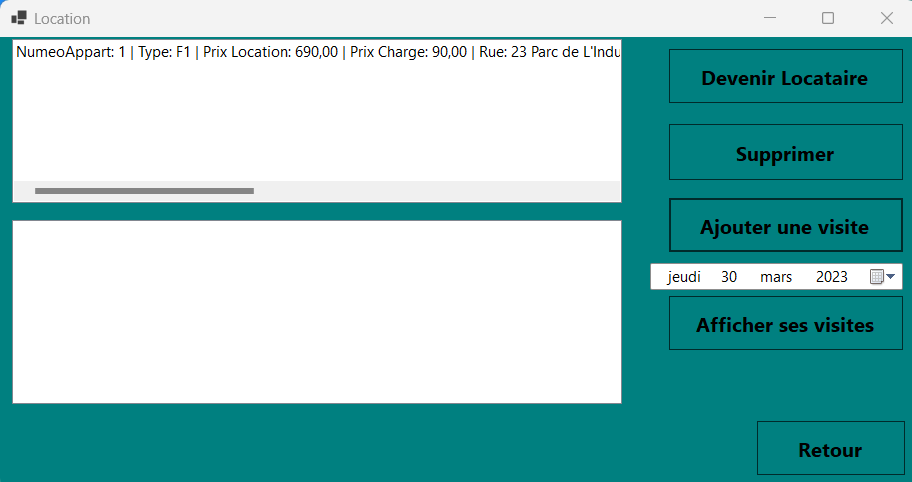 Location
NumeoAppart: 1 | Type: F1 | Prix Location: 690,00 | Prix Charge: 90,00 | Rue: 23 Parc de L'Indu
Devenir Locataire
Supprimer
Ajouter une visite
jeudi 30 mars 2023
Afficher ses visites
Retour